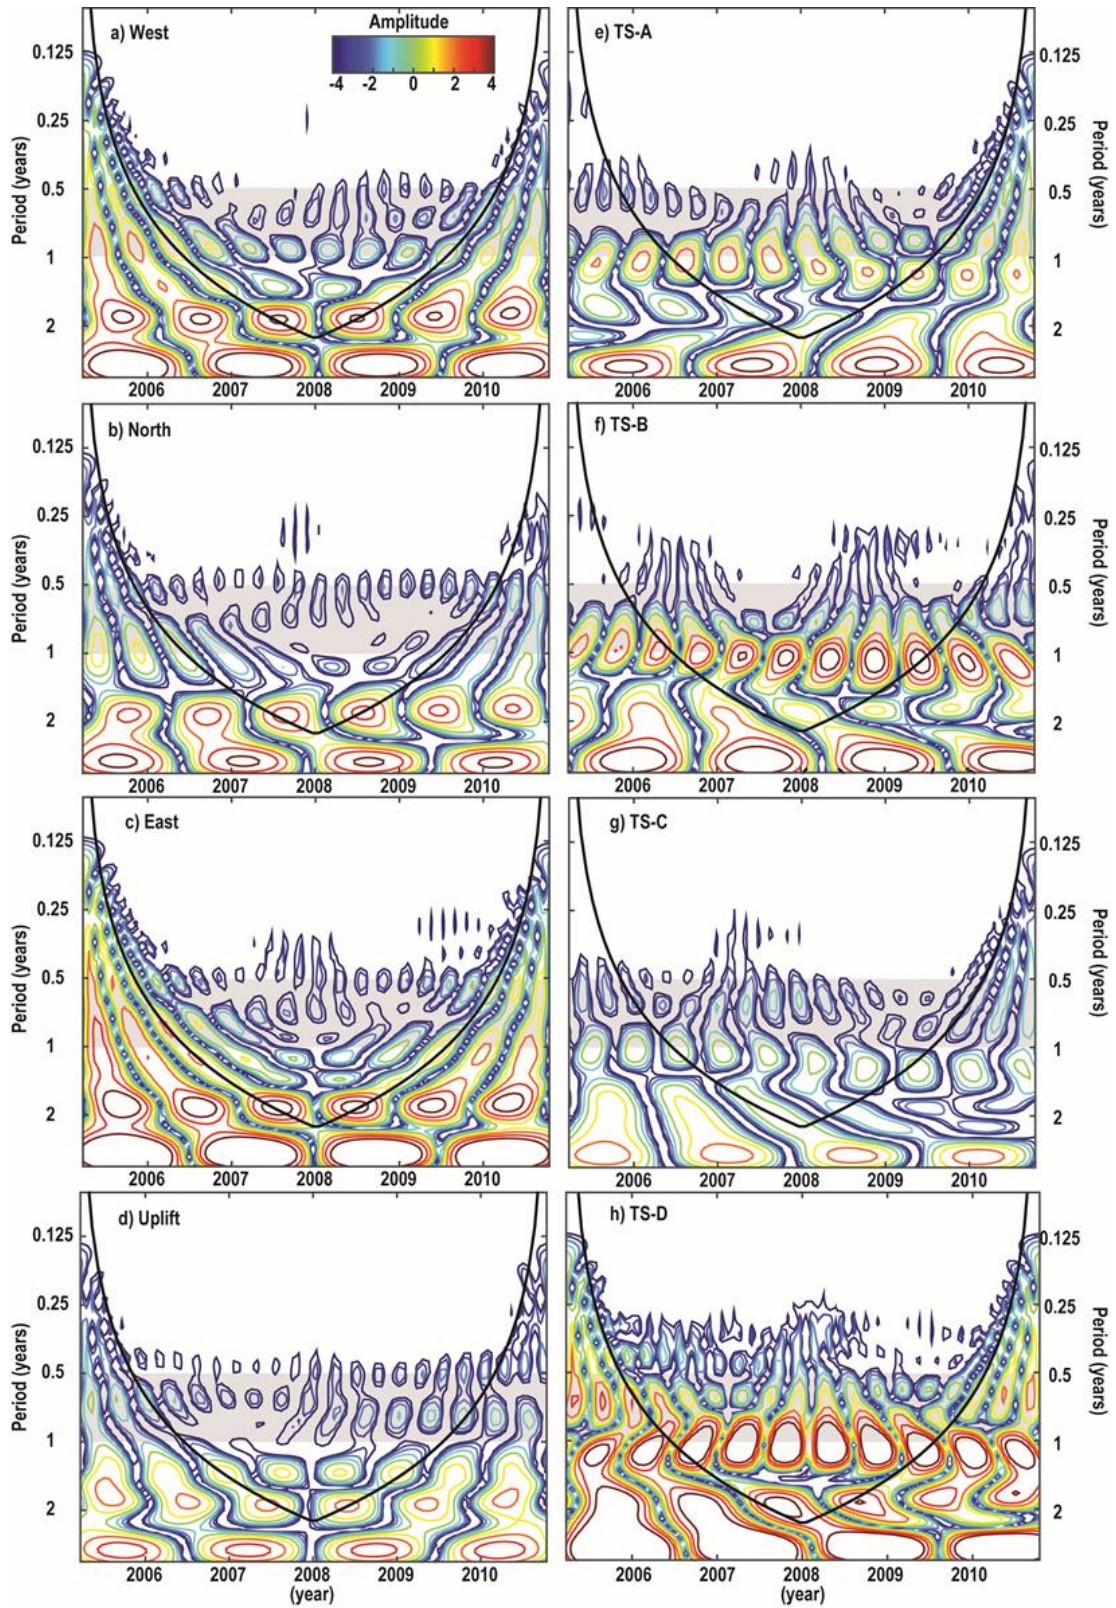 a) West
Amplitude
-4 -2 0 2 4
0.125
0.25
0.5
1
2
Period (years)
2006 2007 2008 2009 2010
e) TS-A
0.125
0.25
0.5
1
2
Period (years)
2006 2007 2008 2009 2010
b) North
0.125
0.25
0.5
1
2
Period (years)
2006 2007 2008 2009 2010
f) TS-B
0.125
0.25
0.5
1
2
Period (years)
2006 2007 2008 2009 2010
c) East
0.125
0.25
0.5
1
2
Period (years)
2006 2007 2008 2009 2010
g) TS-C
0.125
0.25
0.5
1
2
Period (years)
2006 2007 2008 2009 2010
d) Uplift
0.125
0.25
0.5
1
2
Period (years)
2006 2007 2008 2009 2010
(year)
h) TS-D
0.125
0.25
0.5
1
2
Period (years)
2006 2007 2008 2009 2010
(year)